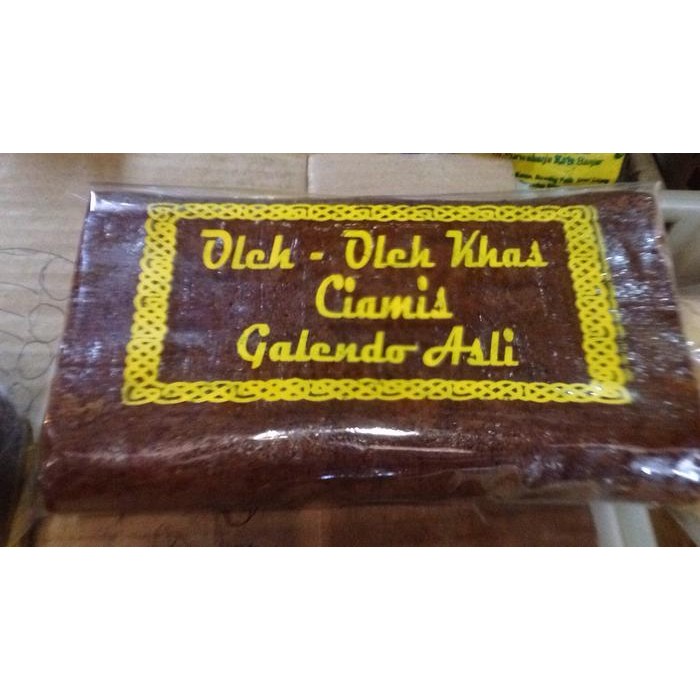 Oleh - Oleh Khas
Ciamis
Galendo Asli